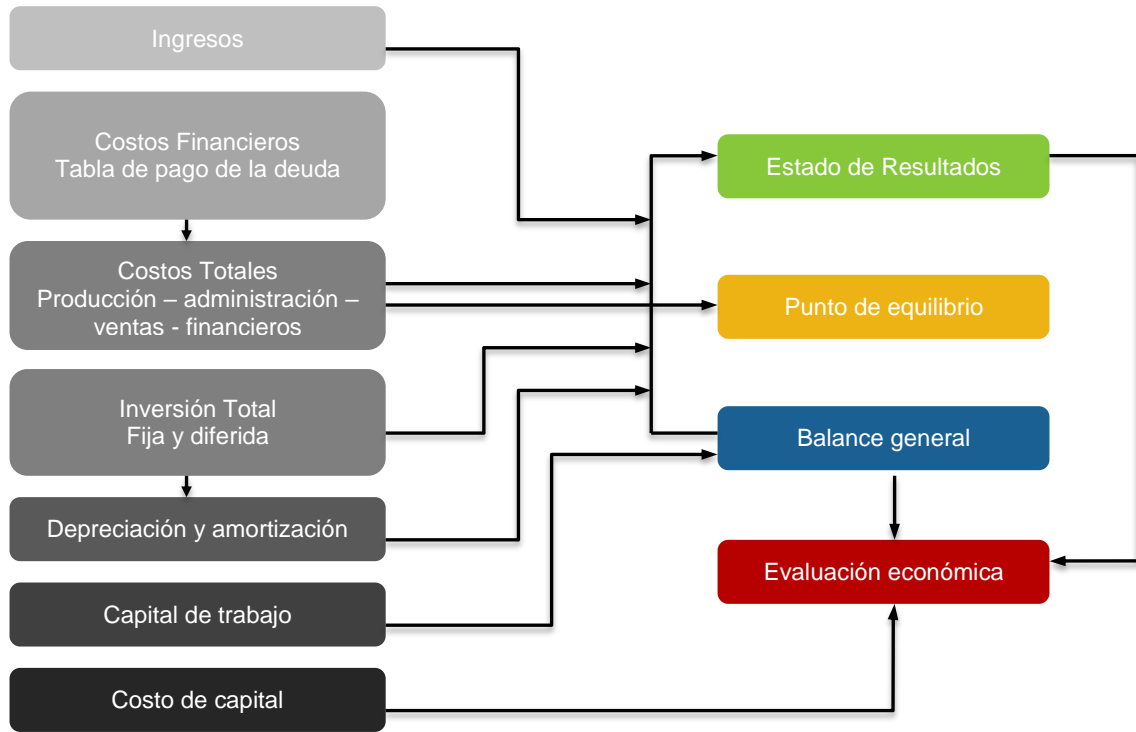 Ingresos
Costos Financieros
Tabla de pago de la deuda
Costos Totales
Producción – administración –
ventas - financieros
Inversión Total
Fija y diferida
Depreciación y amortización
Capital de trabajo
Costo de capital
Estado de Resultados
Punto de equilibrio
Balance general
Evaluación económica